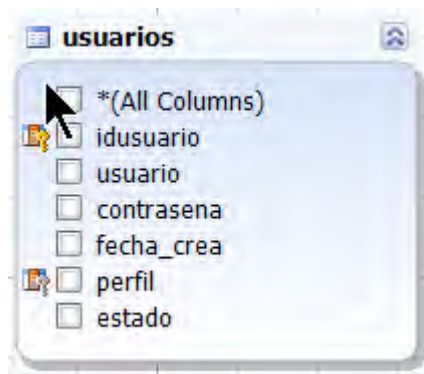 usuarios
*(All Columns)
idusuario
usuario
contrasena
fecha_crea
perfil
estado